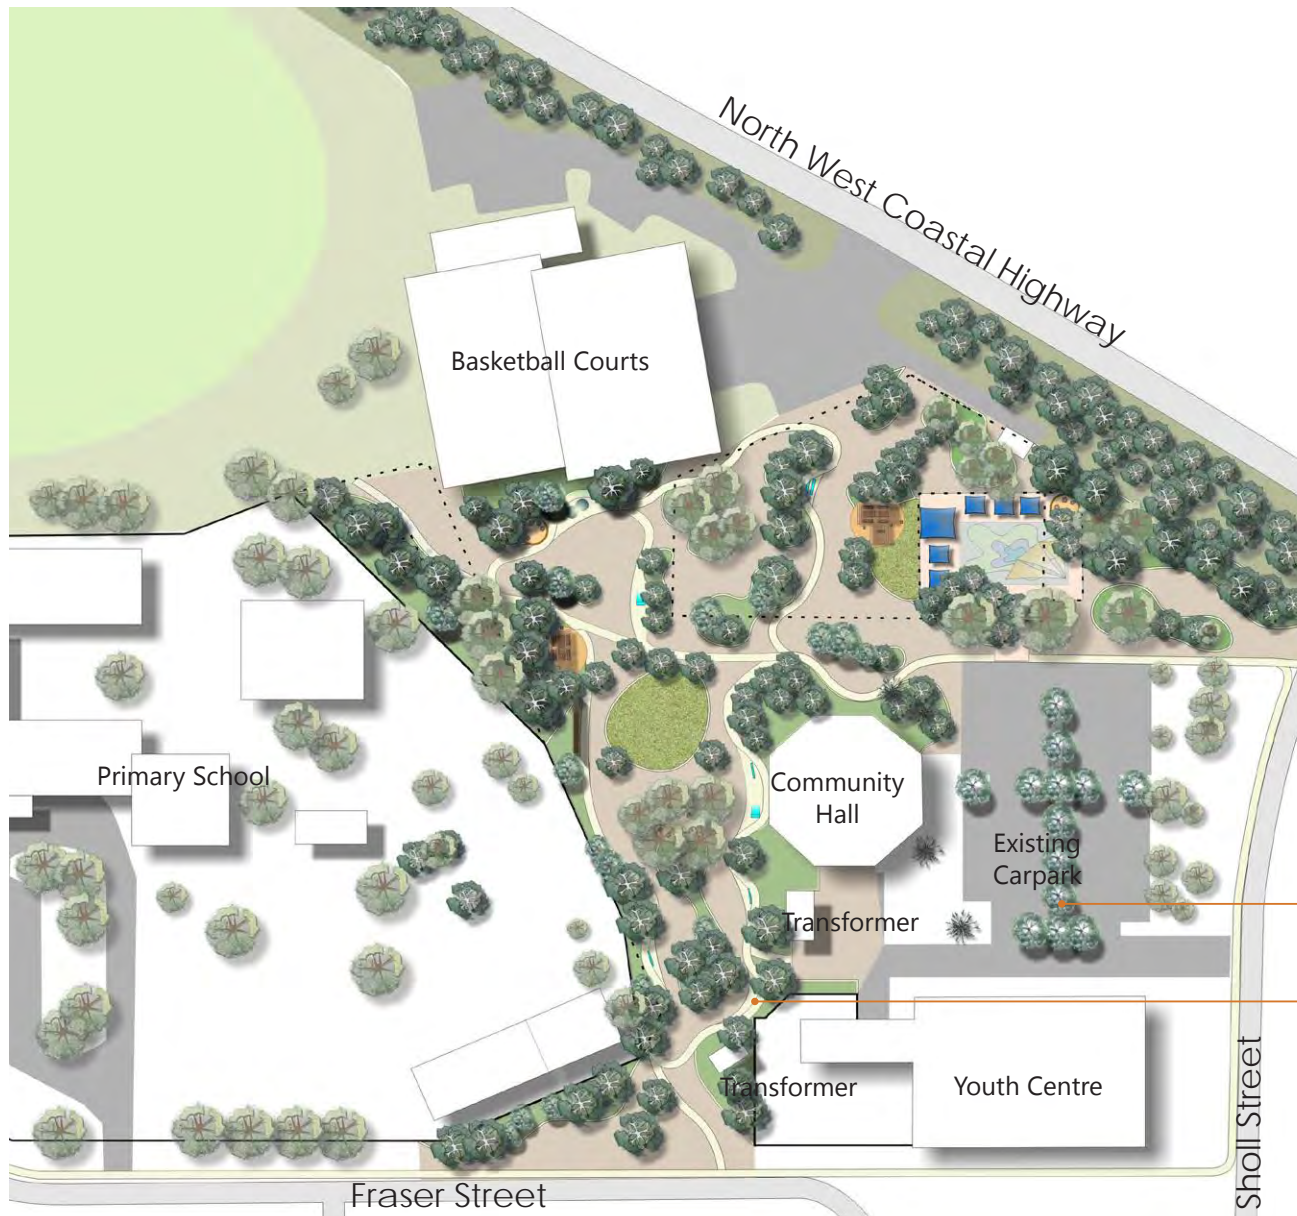 North West Coastal Highway
Basketball Courts
Primary School
Community
Hall
Existing
Carpark
Transformer
Transformer
Youth Centre
Sholl Street
Fraser Street